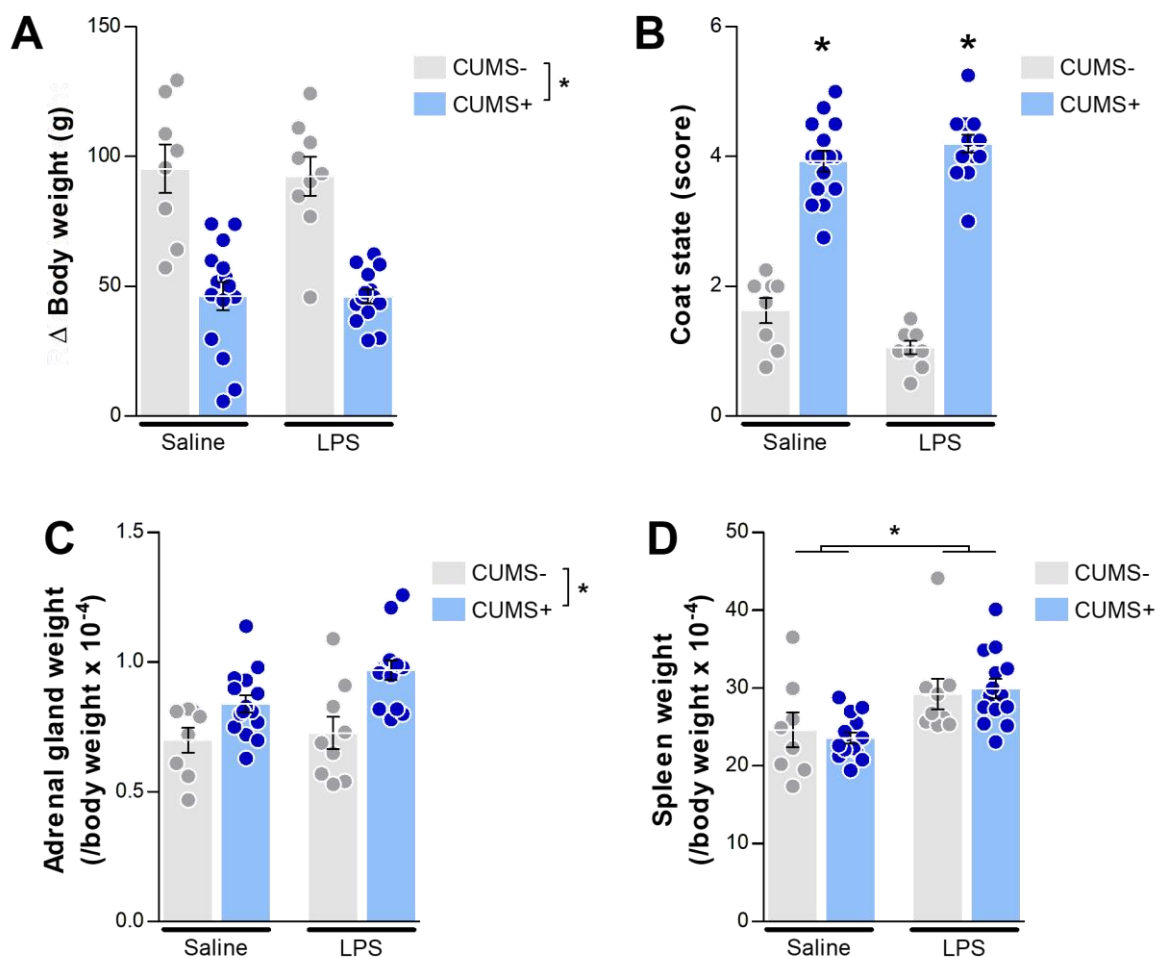 A
150
100
50
0
Δ Body weight (g)
CUMS-
CUMS+
*
Saline
LPS
B
6
4
2
0
Coat state (score)
*
*
CUMS-
CUMS+
Saline
LPS
C
1.5
1.0
0.5
0.0
Adrenal gland weight
(/body weight x 10-4)
CUMS-
CUMS+
*
Saline
LPS
D
50
40
30
20
10
0
Spleen weight
(/body weight x 10-4)
*
CUMS-
CUMS+
Saline
LPS